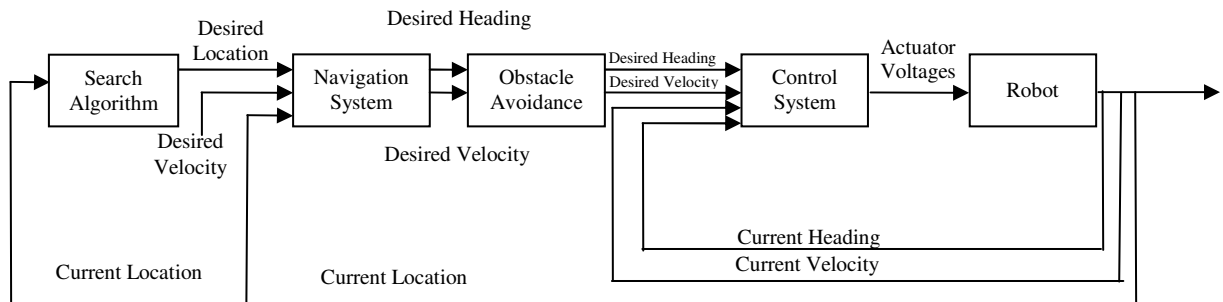 Desired Heading
Desired
Location
Search
Algorithm
Navigation
System
Obstacle
Avoidance
Desired Heading
Desired Velocity
Control
System
Actuator
Voltages
Robot
Desired
Velocity
Desired Velocity
Current Heading
Current Velocity
Current Location
Current Location